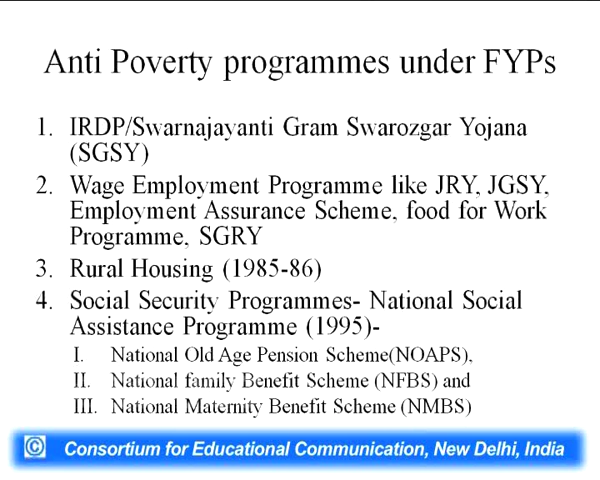 Anti Poverty programmes under FYPs
1. IRDP/Swarnajayanti Gram Swarozgar Yojana
(SGSY)
2. Wage Employment Programme like JRY, JGSY,
Employment Assurance Scheme, food for Work
Programme, SGRY
3. Rural Housing (1985-86)
4. Social Security Programmes- National Social
Assistance Programme (1995)-
I. National Old Age Pension Scheme(NOAPS),
II. National family Benefit Scheme (NFBS) and
III. National Maternity Benefit Scheme (NMBS)
© Consortium for Educational Communication, New Delhi, India